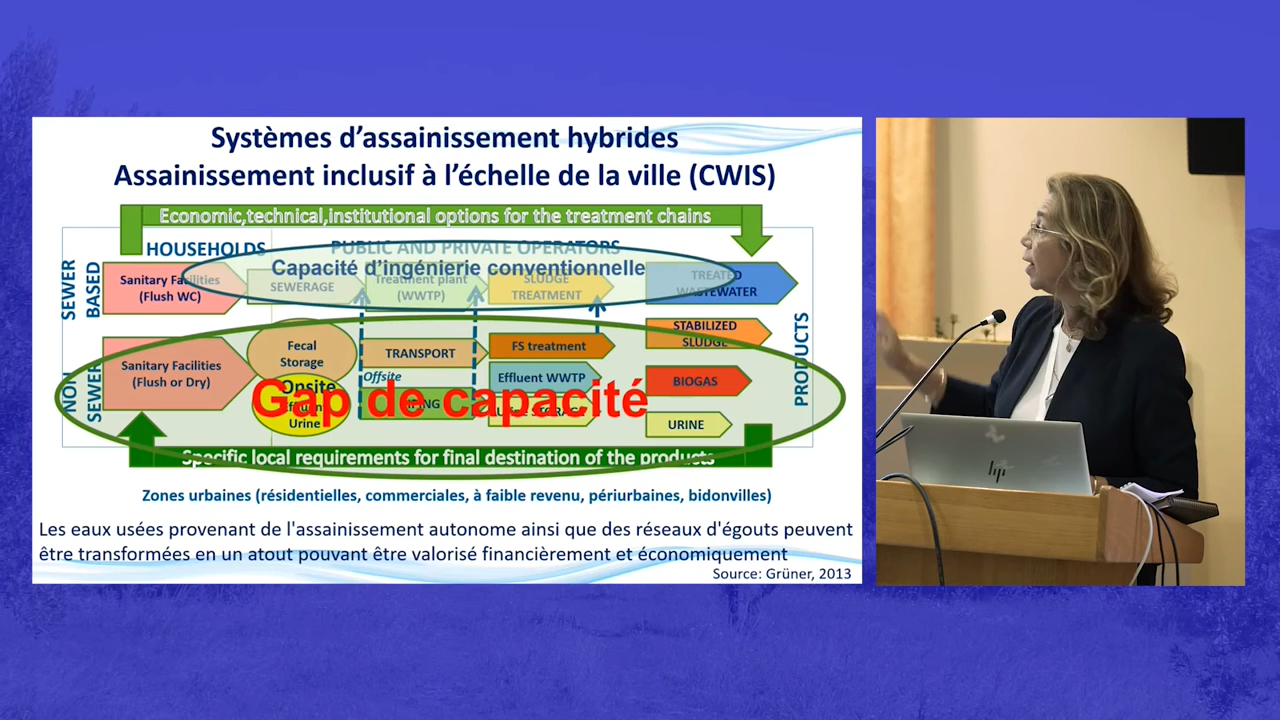 Systèmes d'assainissement hybrides
Assainissement inclusif à l'échelle de la ville (CWIS)
Economic,technical,institutional options for the treatment chains
HOUSEHOLDS
PUBLIC AND PRIVATE OPERATORS
Capacité d'ingénierie conventionnelle
SEWER
BASED
Sanitary Facilities
(Flush WC)
SEWERAGE
Treatment plant
(WWTP)
SLUDGE
TREATMENT
TREATED
WASTEWATER
NON
SEWER
Sanitary Facilities
(Flush or Dry)
Fecal
Storage
Onsite
Effluent
Urine
TRANSPORT
Offsite
FS treatment
Effluent WWTP
STORAGE
STABILIZED
SLUDGE
BIOGAS
URINE
PRODUCTS
Gap de capacité
Specific local requirements for final destination of the products
Zones urbaines (résidentielles, commerciales, à faible revenu, périurbaines, bidonvilles)
Les eaux usées provenant de l'assainissement autonome ainsi que des réseaux d'égouts peuvent
être transformées en un atout pouvant être valorisé financièrement et économiquement
Source: Grüner, 2013
hp